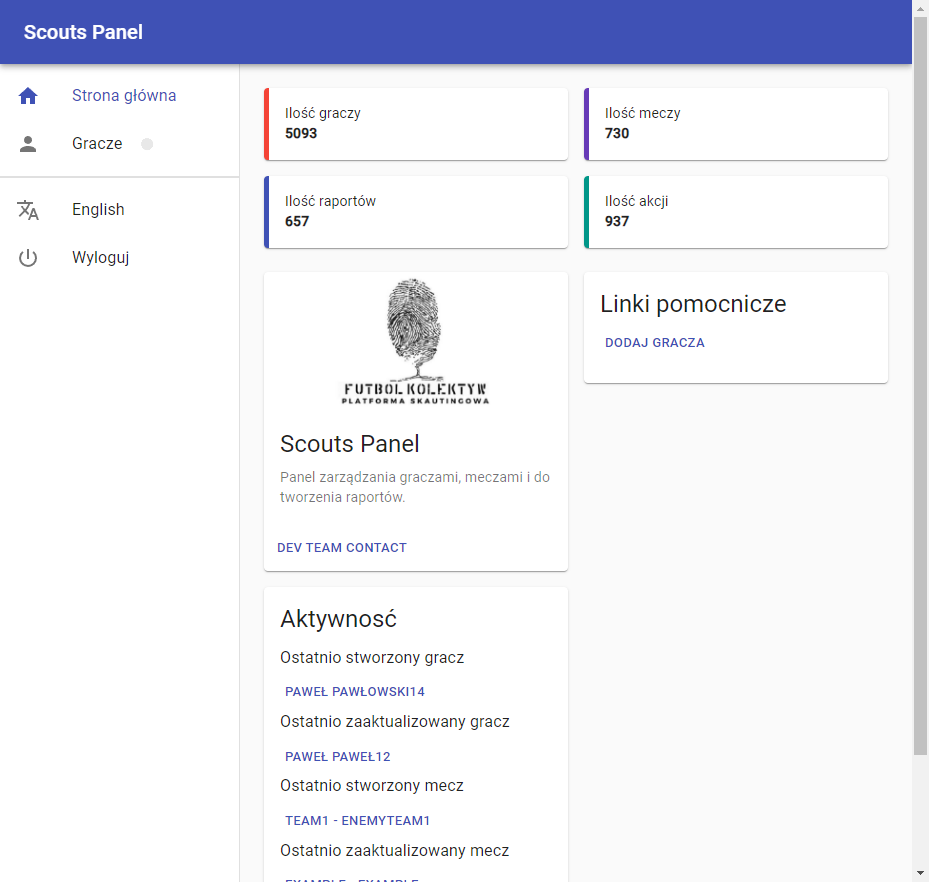 Scouts Panel
Strona główna
Gracze
English
Wyloguj
Ilość graczy
5093
Ilość meczy
730
Ilość raportów
657
Ilość akcji
937
FUTBOL KOLEKTYW
PLATFORMA SKAUTINGOWA
Scouts Panel
Panel zarządzania graczami, meczami i do
tworzenia raportów.
DEV TEAM CONTACT
Linki pomocnicze
DODAJ GRACZA
Aktywność
Ostatnio stworzony gracz
PAWEŁ PAWŁOWSKI14
Ostatnio zaaktualizowany gracz
PAWEŁ PAWEŁ12
Ostatnio stworzony mecz
TEAM1 - ENEMYTEAM1
Ostatnio zaaktualizowany mecz
EXAMPLE - EXAMPLE